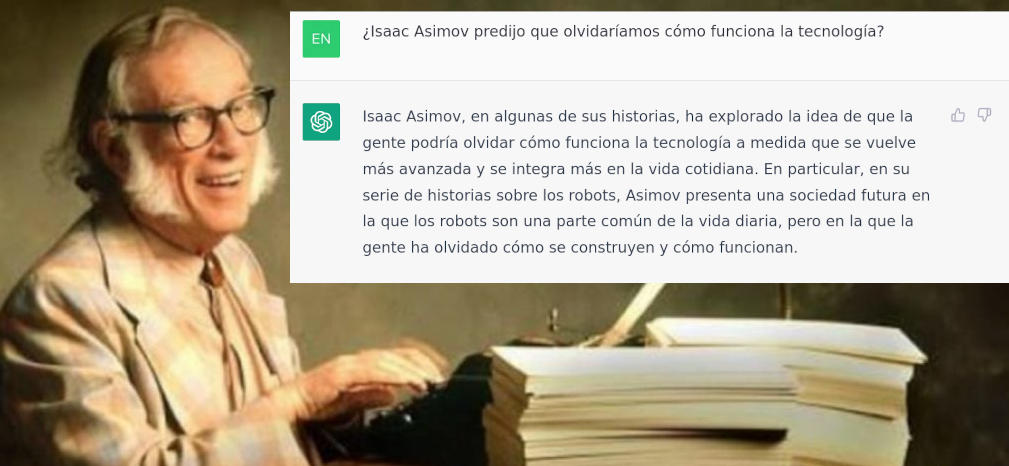 EN
¿Isaac Asimov predijo que olvidaríamos cómo funciona la tecnología?
Isaac Asimov, en algunas de sus historias, ha explorado la idea de que la
gente podría olvidar cómo funciona la tecnología a medida que se vuelve
más avanzada y se integra más en la vida cotidiana. En particular, en su
serie de historias sobre los robots, Asimov presenta una sociedad futura en
la que los robots son una parte común de la vida diaria, pero en la que la
gente ha olvidado cómo se construyen y cómo funcionan.